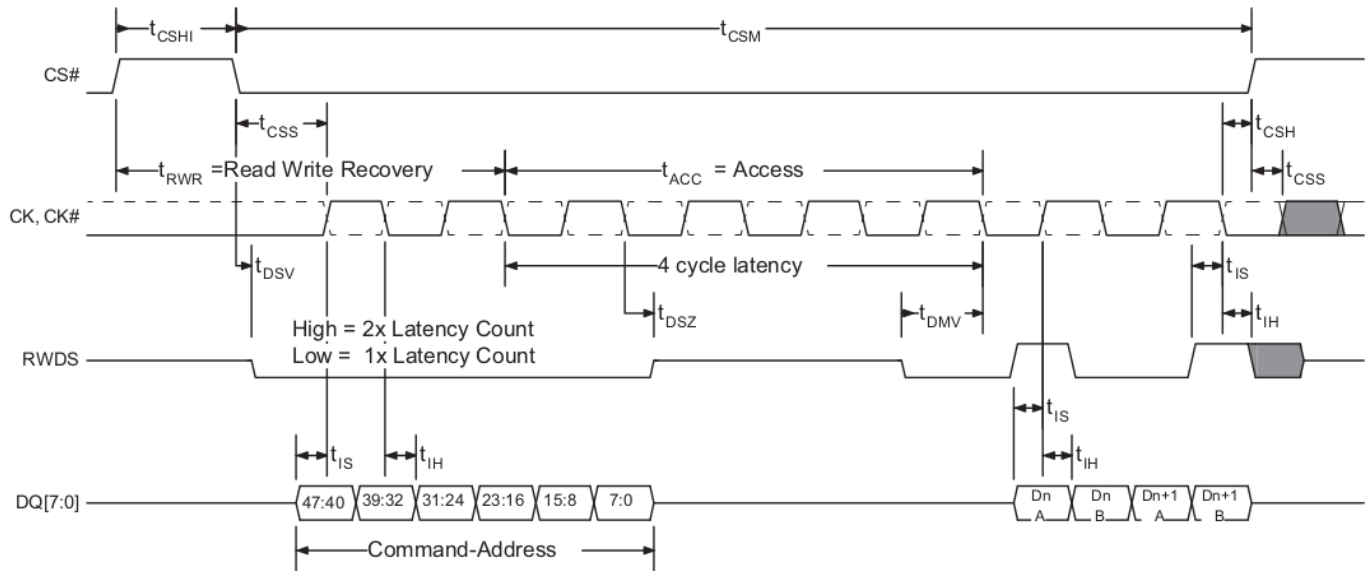 tCSHI
tCSM
CS#
tCSS
tCSH
tRWR =Read Write Recovery
tACC = Access
tCSS
CK, CK#
tDSV
4 cycle latency
tIS
High = 2x Latency Count
tDSZ
tDMV
tIH
Low = 1x Latency Count
RWDS
tIS
tIS
tIH
tIH
DQ[7:0]
47:40 39:32 31:24 23:16 15:8 7:0
Dn Dn Dn+1 Dn+1
A B A B
Command-Address